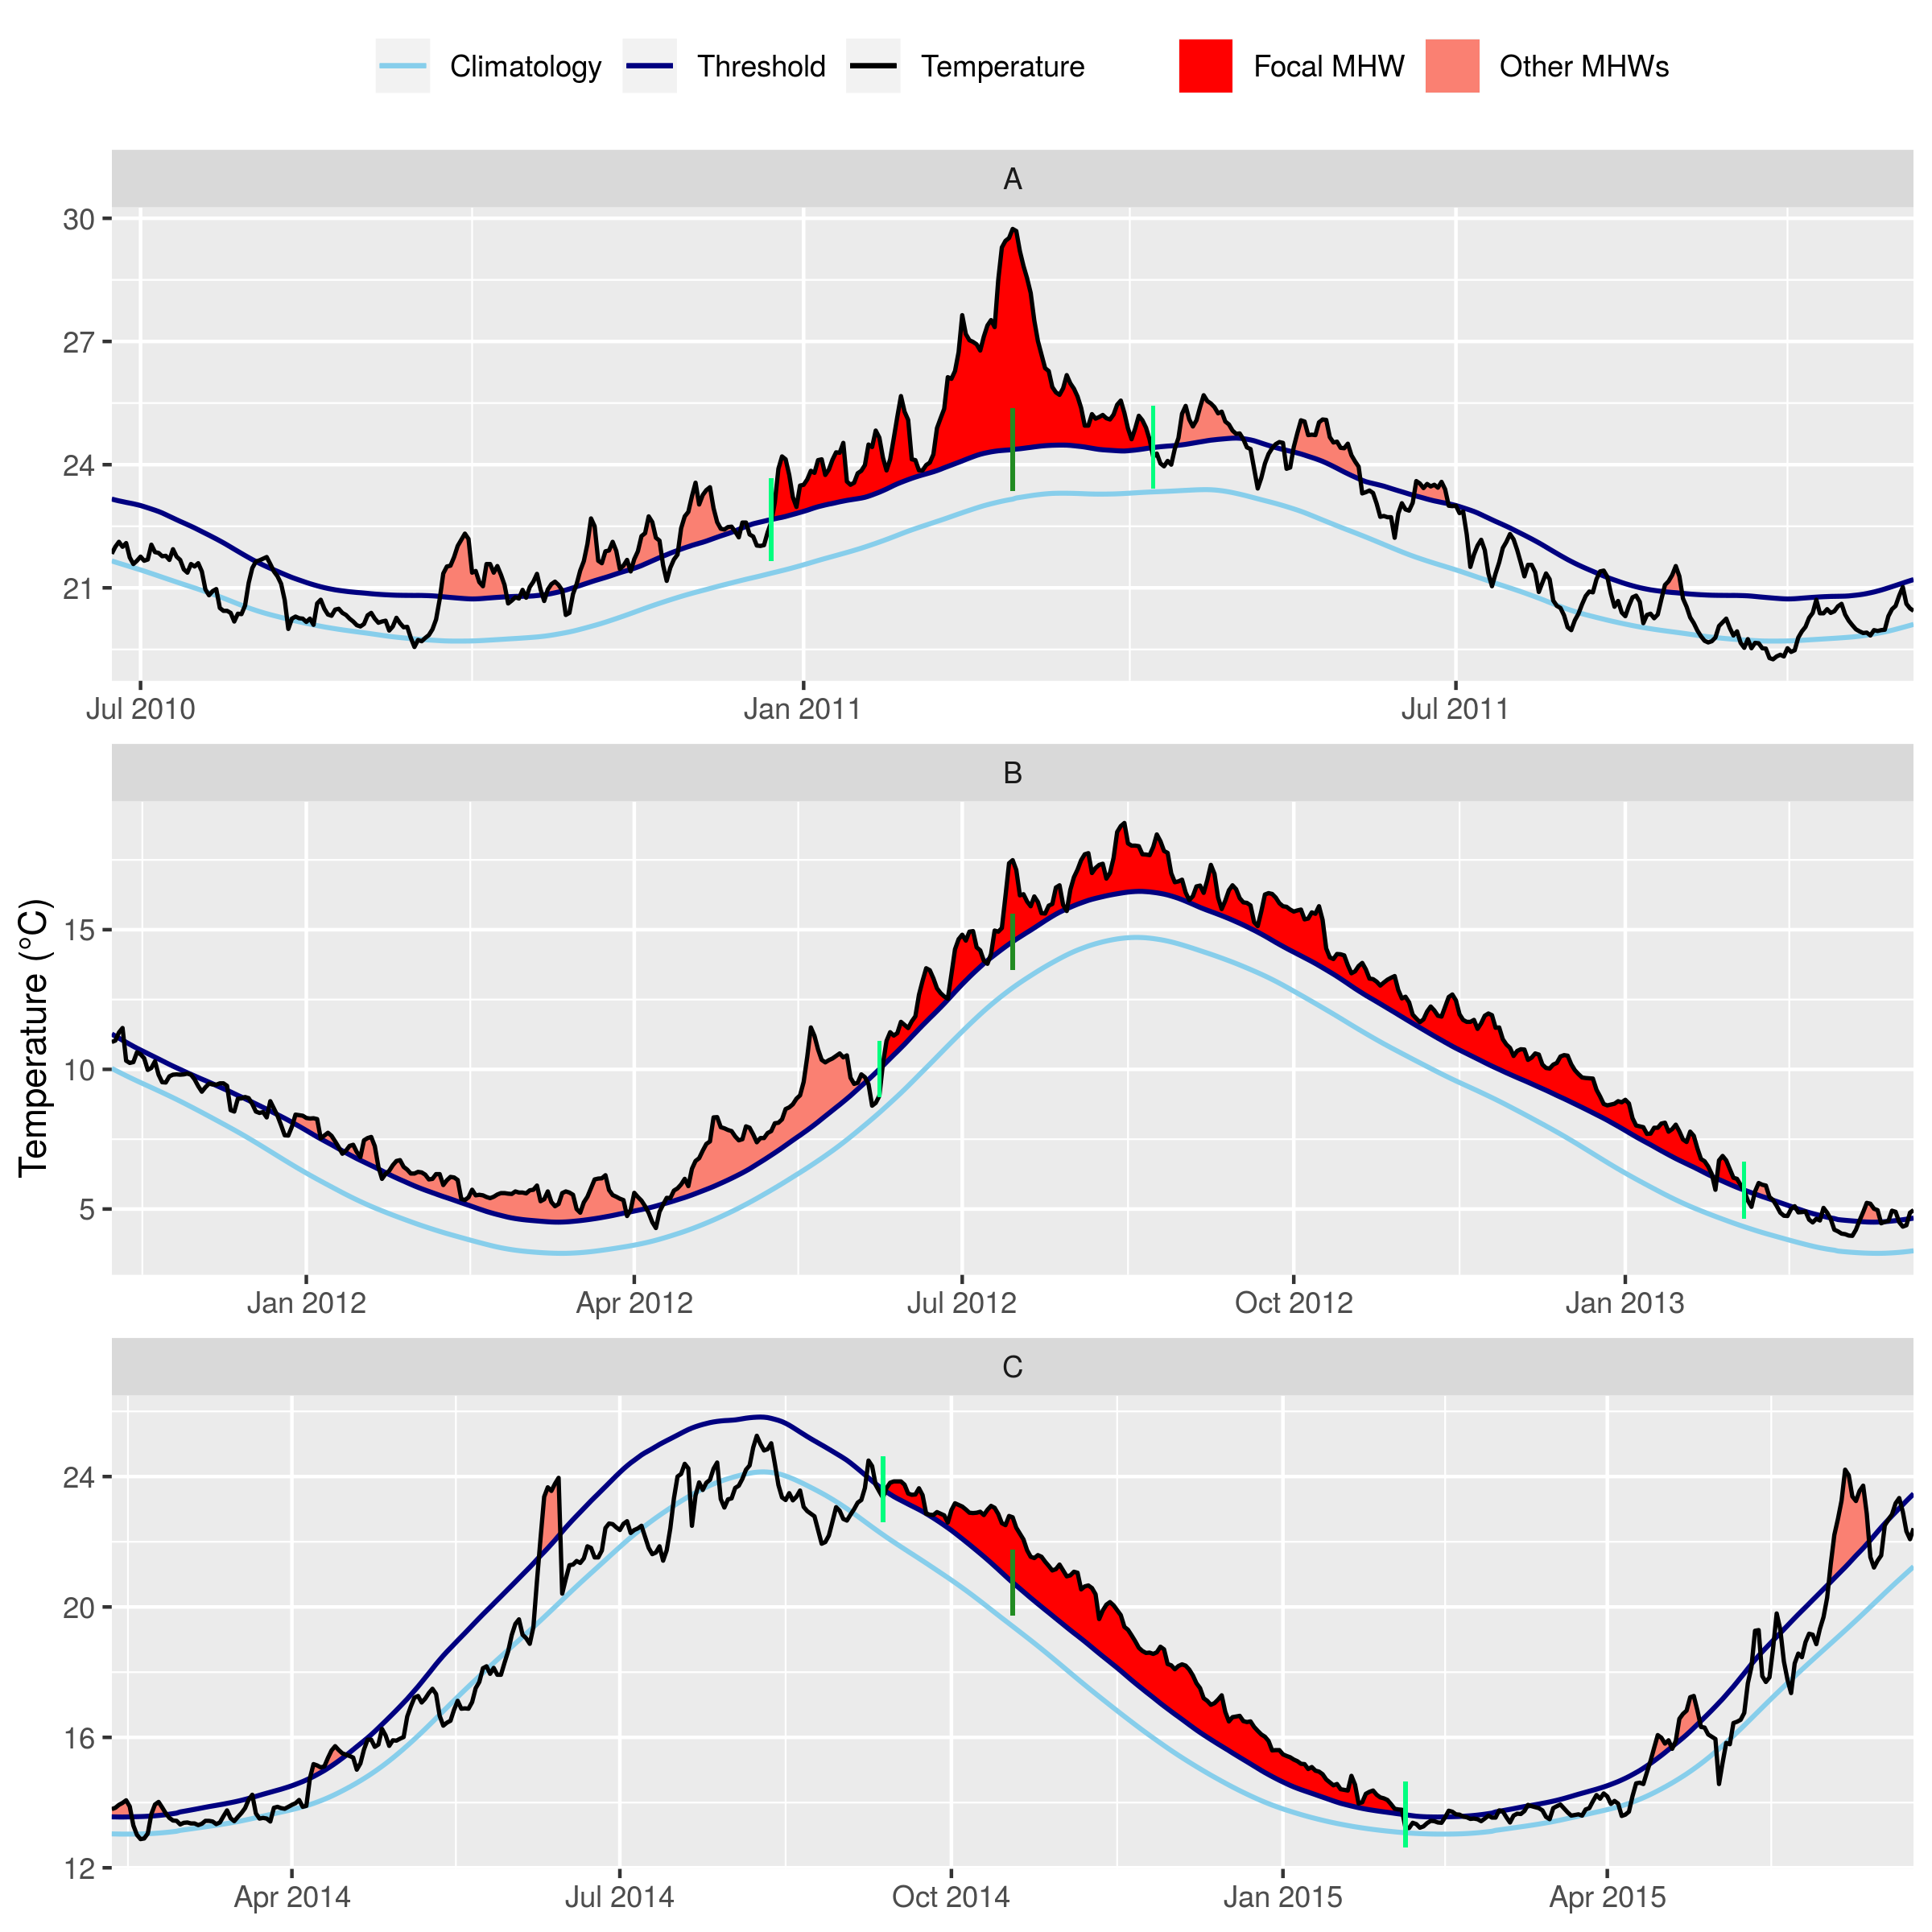 Climatology Threshold Temperature Focal MHW Other MHWs
A
30
27
24
21
Jul 2010 Jan 2011 Jul 2011
B
Temperature (°C)
15
10
5
Jan 2012 Apr 2012 Jul 2012 Oct 2012 Jan 2013
C
24
20
16
12
Apr 2014 Jul 2014 Oct 2014 Jan 2015 Apr 2015